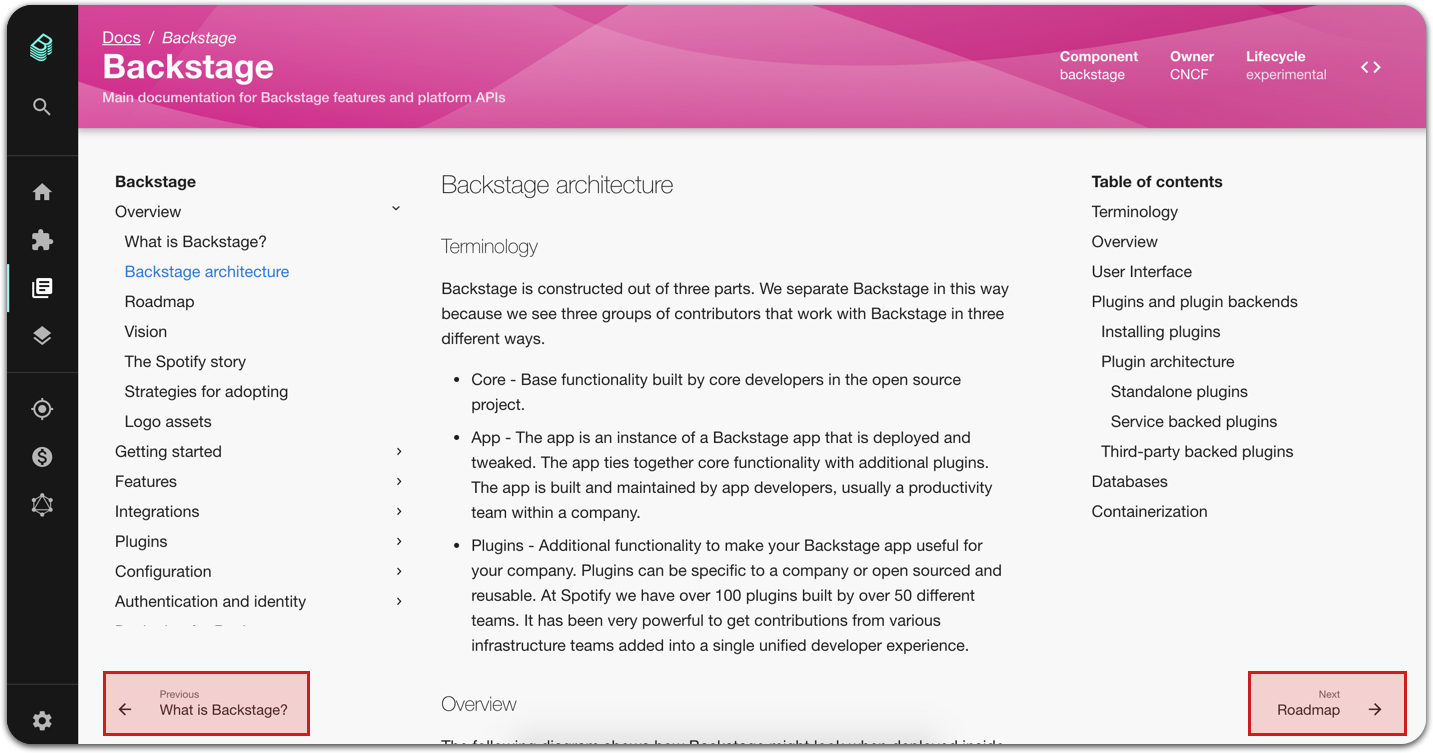 Docs / Backstage
Backstage
Main documentation for Backstage features and platform APIs
Component
backstage
Owner
CNCF
Lifecycle
experimental
Backstage
Overview
What is Backstage?
Backstage architecture
Roadmap
Vision
The Spotify story
Strategies for adopting
Logo assets
Getting started
Features
Integrations
Plugins
Configuration
Authentication and identity
Previous
What is Backstage?
Backstage architecture
Terminology
Backstage is constructed out of three parts. We separate Backstage in this way
because we see three groups of contributors that work with Backstage in three
different ways.
• Core - Base functionality built by core developers in the open source
project.
• App - The app is an instance of a Backstage app that is deployed and
tweaked. The app ties together core functionality with additional plugins.
The app is built and maintained by app developers, usually a productivity
team within a company.
• Plugins - Additional functionality to make your Backstage app useful for
your company. Plugins can be specific to a company or open sourced and
reusable. At Spotify we have over 100 plugins built by over 50 different
teams. It has been very powerful to get contributions from various
infrastructure teams added into a single unified developer experience.
Overview
The following diagram shows how Backstage might look when deployed inside
Table of contents
Terminology
Overview
User Interface
Plugins and plugin backends
Installing plugins
Plugin architecture
Standalone plugins
Service backed plugins
Third-party backed plugins
Databases
Containerization
Next
Roadmap